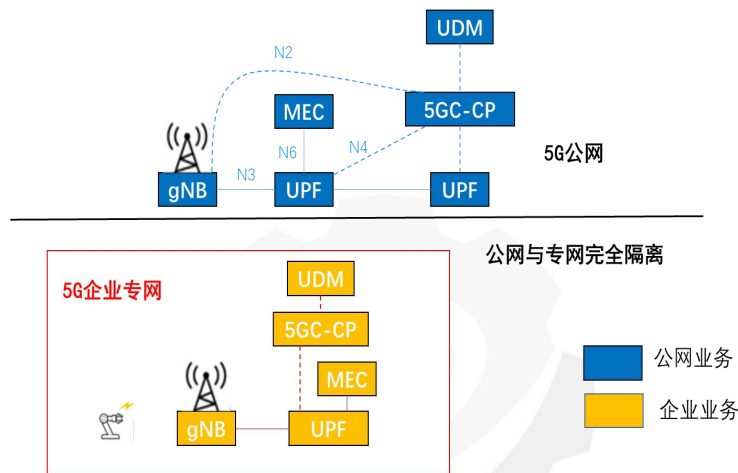 UDM
N2
MEC
5GC-CP
N6
N4
5G公网
N3
gNB
UPF
UPF
公网与专网完全隔离
5G企业专网
UDM
5GC-CP
公网业务
MEC
企业业务
gNB
UPF